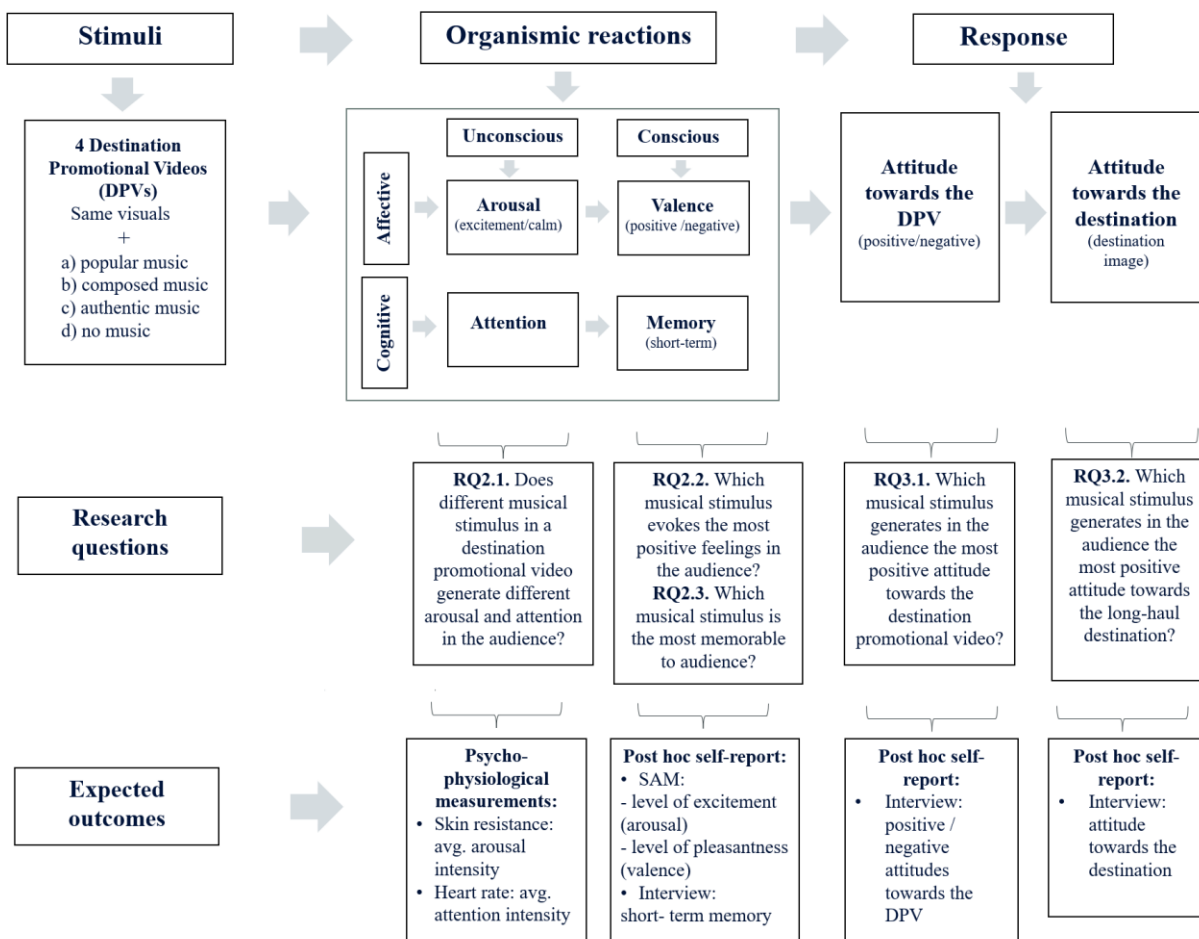 Stimuli
Organismic reactions
Response
4 Destination
Promotional Videos
(DPVs)
Same visuals
+
a) popular music
b) composed music
c) authentic music
d) no music
Unconscious
Conscious
Affective
Arousal
(excitement/calm)
Valence
(positive /negative)
Cognitive
Attention
Memory
(short-term)
Attitude
towards the
DPV
(positive/negative)
Attitude
towards the
destination
(destination
image)
Research
questions
RQ2.1. Does
different musical
stimulus in a
destination
promotional video
generate different
arousal and attention
in the audience?
RQ2.2. Which
musical stimulus
evokes the most
positive feelings in
the audience?
RQ2.3. Which
musical stimulus is
the most memorable
to audience?
RQ3.1. Which
musical stimulus
generates in the
audience the most
positive attitude
towards the
destination
promotional video?
RQ3.2. Which
musical stimulus
generates in the
audience the
most positive
attitude towards
the long-haul
destination?
Expected
outcomes
Psycho-
physiological
measurements:
• Skin resistance:
avg. arousal
intensity
• Heart rate: avg.
attention intensity
Post hoc self-report:
• SAM:
- level of excitement
(arousal)
- level of pleasantness
(valence)
• Interview:
short- term memory
Post hoc self-
report:
• Interview:
positive /
negative
attitudes
towards the
DPV
Post hoc self-
report:
• Interview:
attitude
towards the
destination